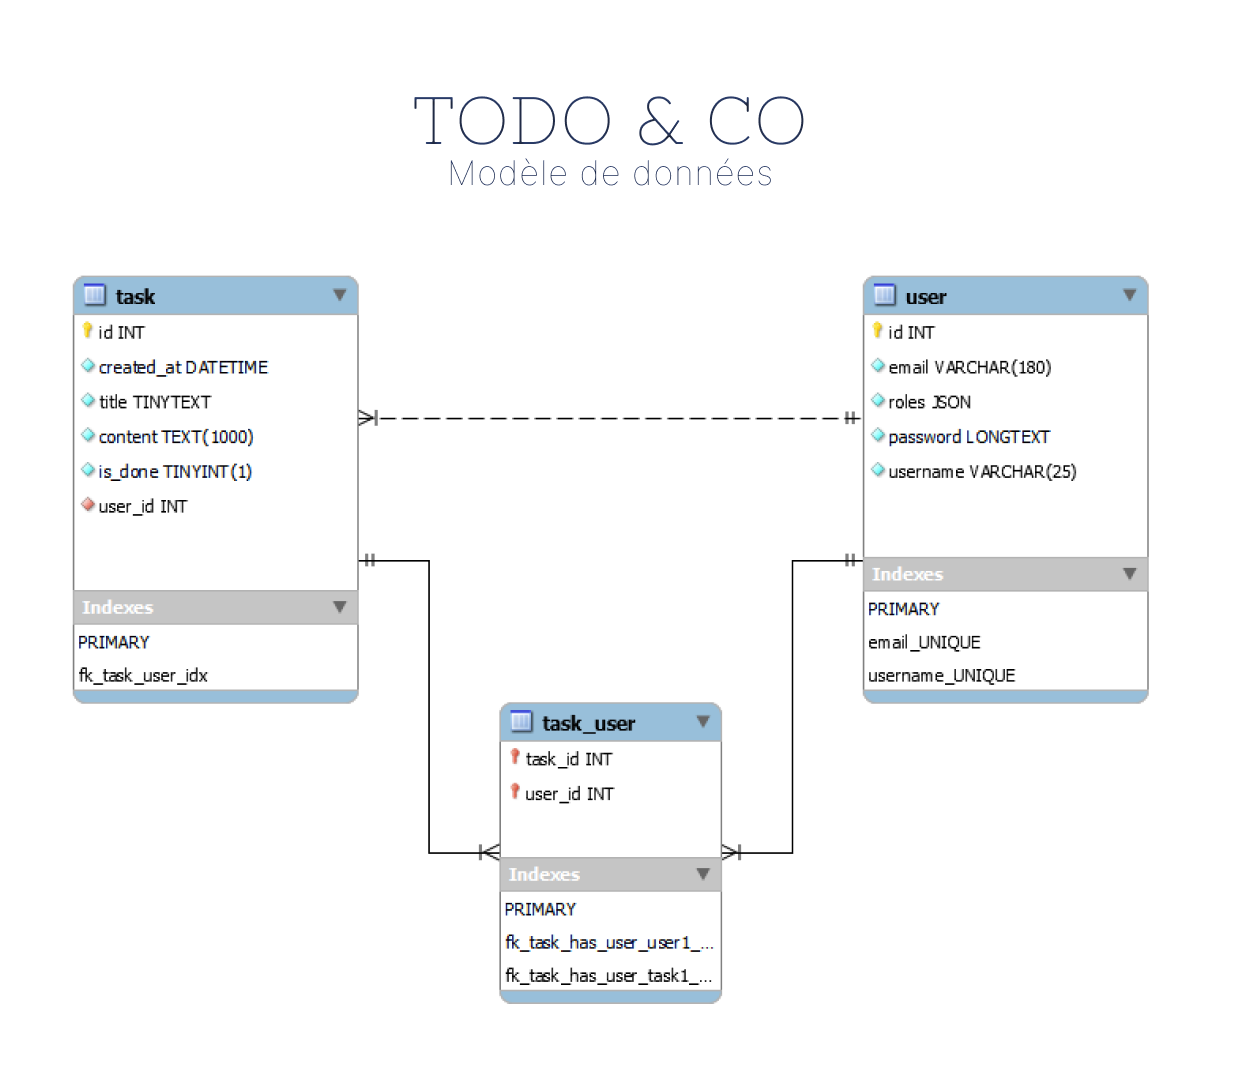 TODO & CO
Modèle de données
task
id INT
created_at DATETIME
title TINYTEXT
content TEXT(1000)
is_done TINYINT(1)
user_id INT
Indexes
PRIMARY
fk_task_user_idx
user
id INT
email VARCHAR(180)
roles JSON
password LONGTEXT
username VARCHAR(25)
Indexes
PRIMARY
email_UNIQUE
username_UNIQUE
task_user
task_id INT
user_id INT
Indexes
PRIMARY
fk_task_has_user_user1_...
fk_task_has_user_task1_...